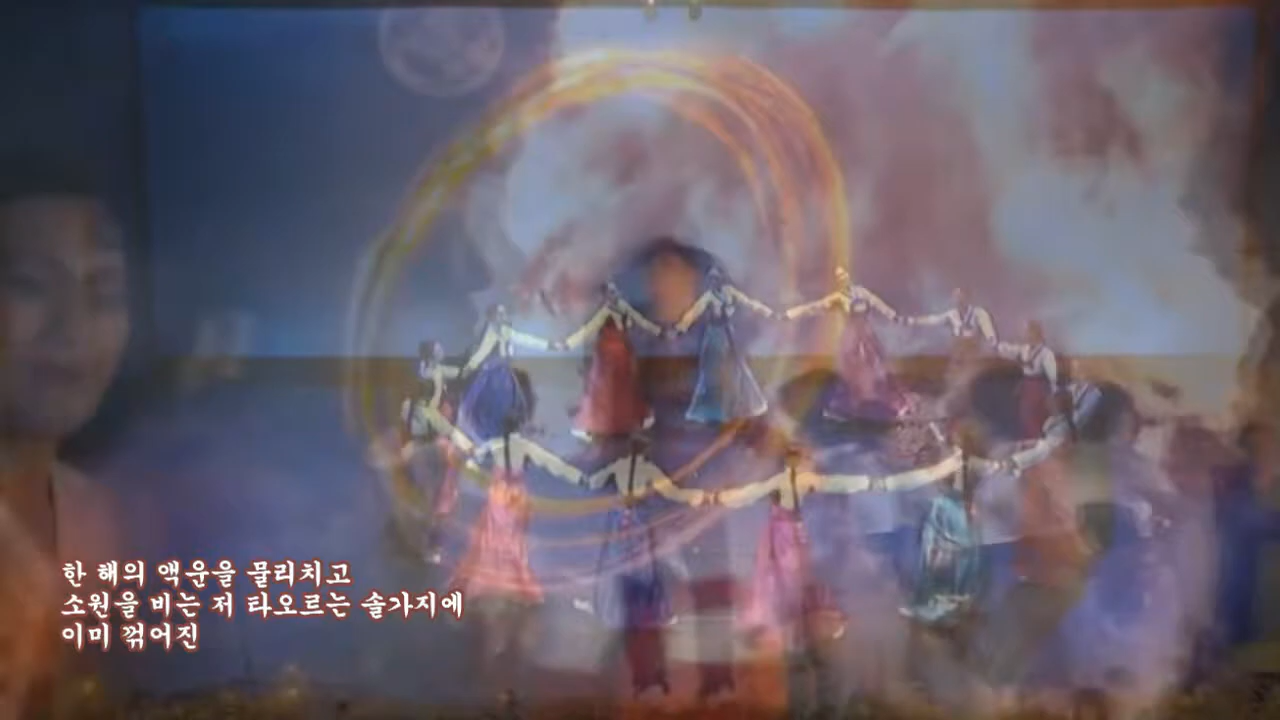 한 해의 액운을 물리치고
소원을 비는 저 타오르는 솔가지에
이미 꺾어진